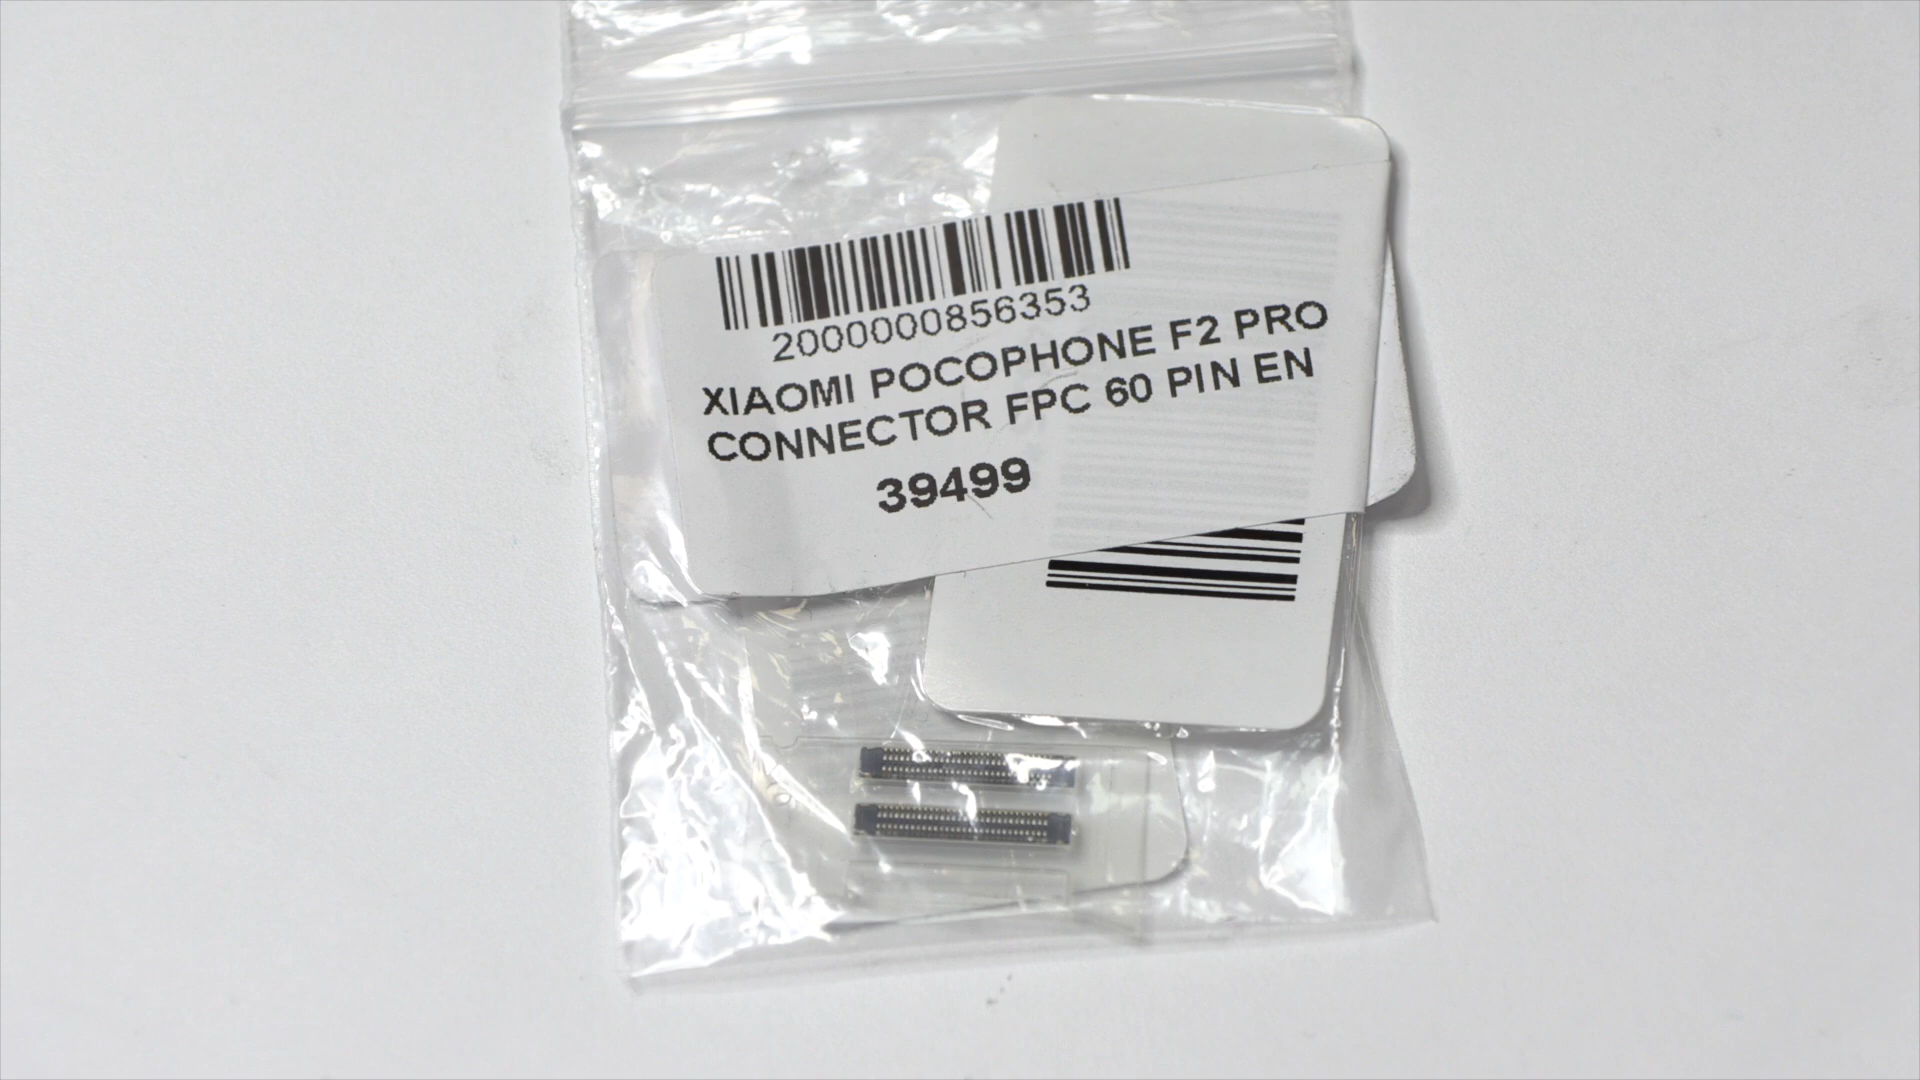 2000000856353
XIAOMI POCOPHONE F2 PRO
CONNECTOR FPC 60 PIN EN
39499